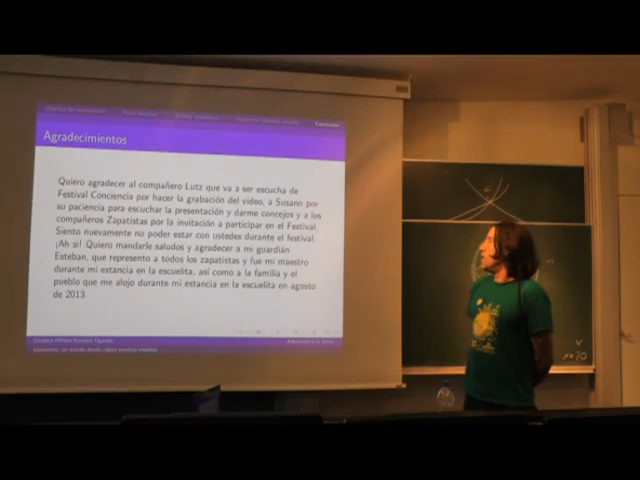 Conclusiones
Agradecimientos
Quiero agradecer al compañero Lutz que va a ser escucha de
Festival Conciencia por hacer la grabación del video, a Susann por
su paciencia para escuchar la presentación y darme concejos y a los
compañeros Zapatistas por la invitación a participar en el Festival.
Siento nuevamente no poder estar con ustedes durante el festival.
¡Ah si! Quiero mandarle saludos y agradecer a mi guardián
Esteban, que represento a todos los zapatistas y fue mi maestro
durante mi estancia en la escuelita, así como a la familia y el
pueblo que me alojo durante mi estancia en la escuelita en agosto
de 2013.